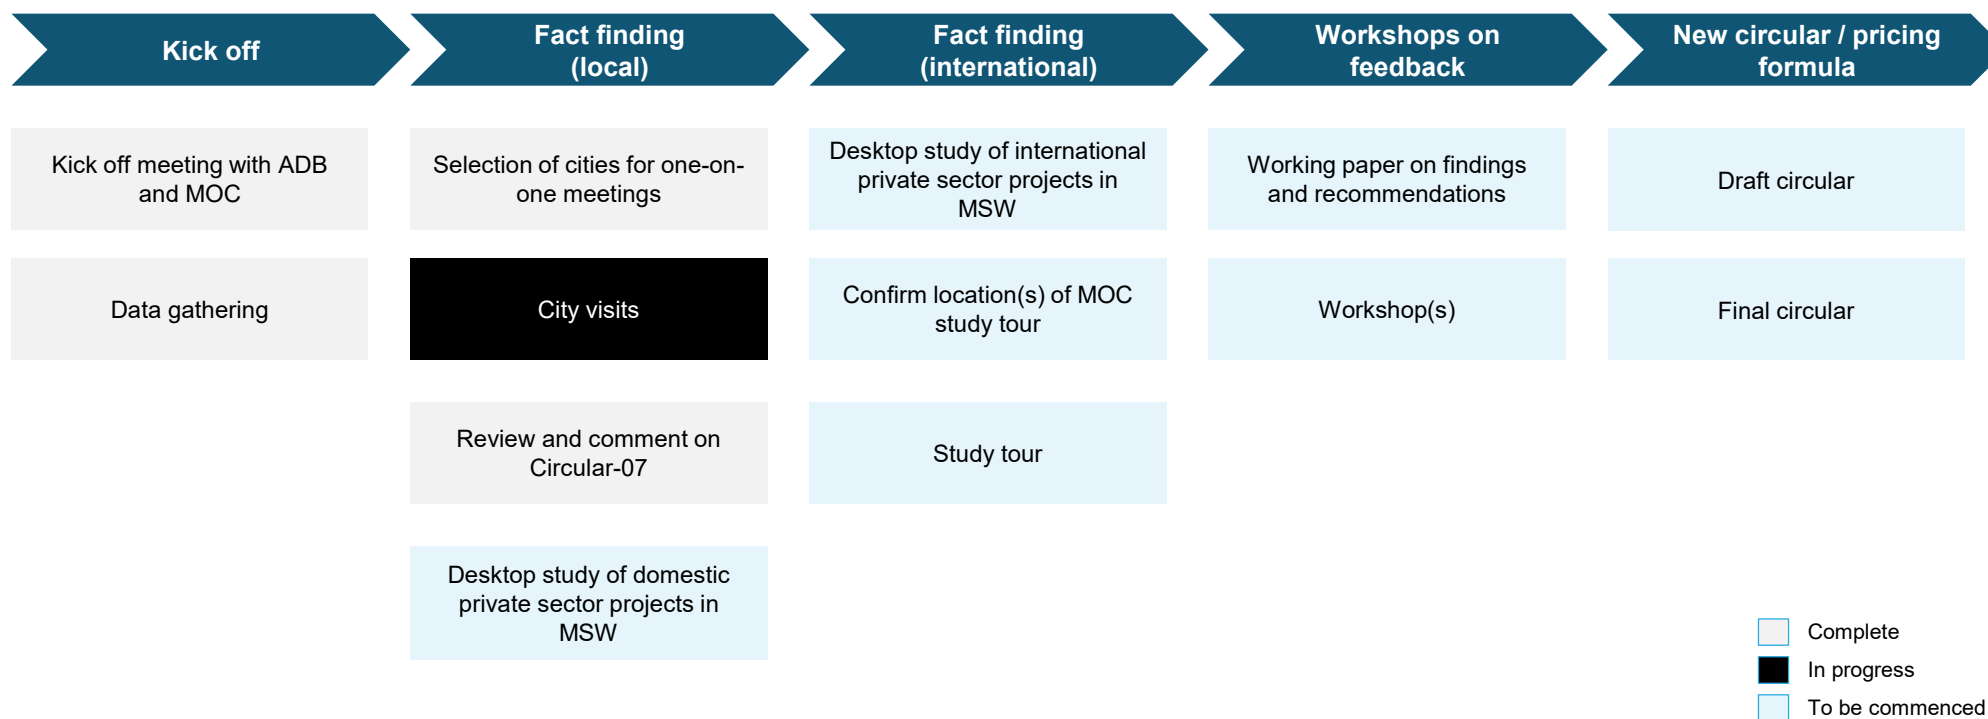 Kick off
Fact finding
(local)
Fact finding
(international)
Workshops on
feedback
New circular / pricing
formula
Kick off meeting with ADB
and MOC
Data gathering
Selection of cities for one-on-
one meetings
City visits
Review and comment on
Circular-07
Desktop study of domestic
private sector projects in
MSW
Desktop study of international
private sector projects in
MSW
Confirm location(s) of MOC
study tour
Study tour
Working paper on findings
and recommendations
Workshop(s)
Draft circular
Final circular
Complete
In progress
To be commenced